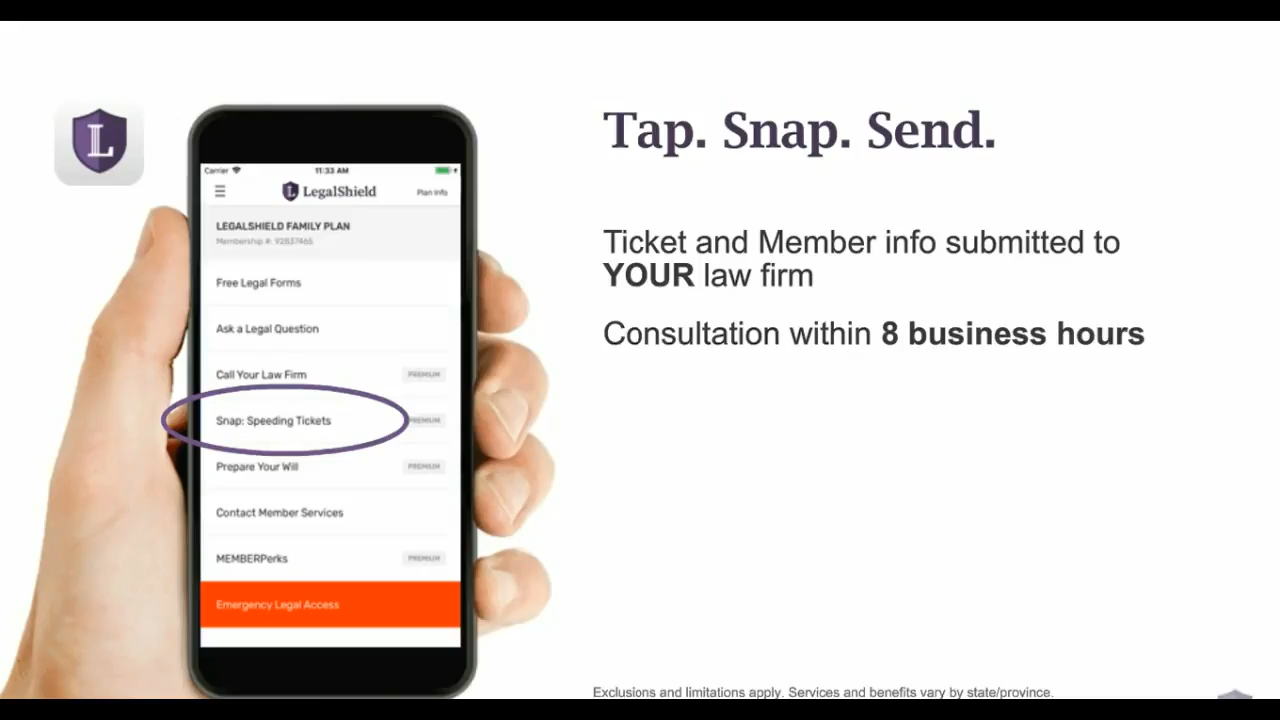 L
Tap. Snap. Send.
Carrier 11:33 AM
LegalShield Plan Info
LEGALSHIELD FAMILY PLAN
Membership #: 92837465
Free Legal Forms
Ask a Legal Question
Call Your Law Firm PREMIUM
Snap: Speeding Tickets PREMIUM
Prepare Your Will PREMIUM
Contact Member Services
MEMBERPerks PREMIUM
Emergency Legal Access
Ticket and Member info submitted to
YOUR law firm
Consultation within 8 business hours
Exclusions and limitations apply. Services and benefits vary by state/province.